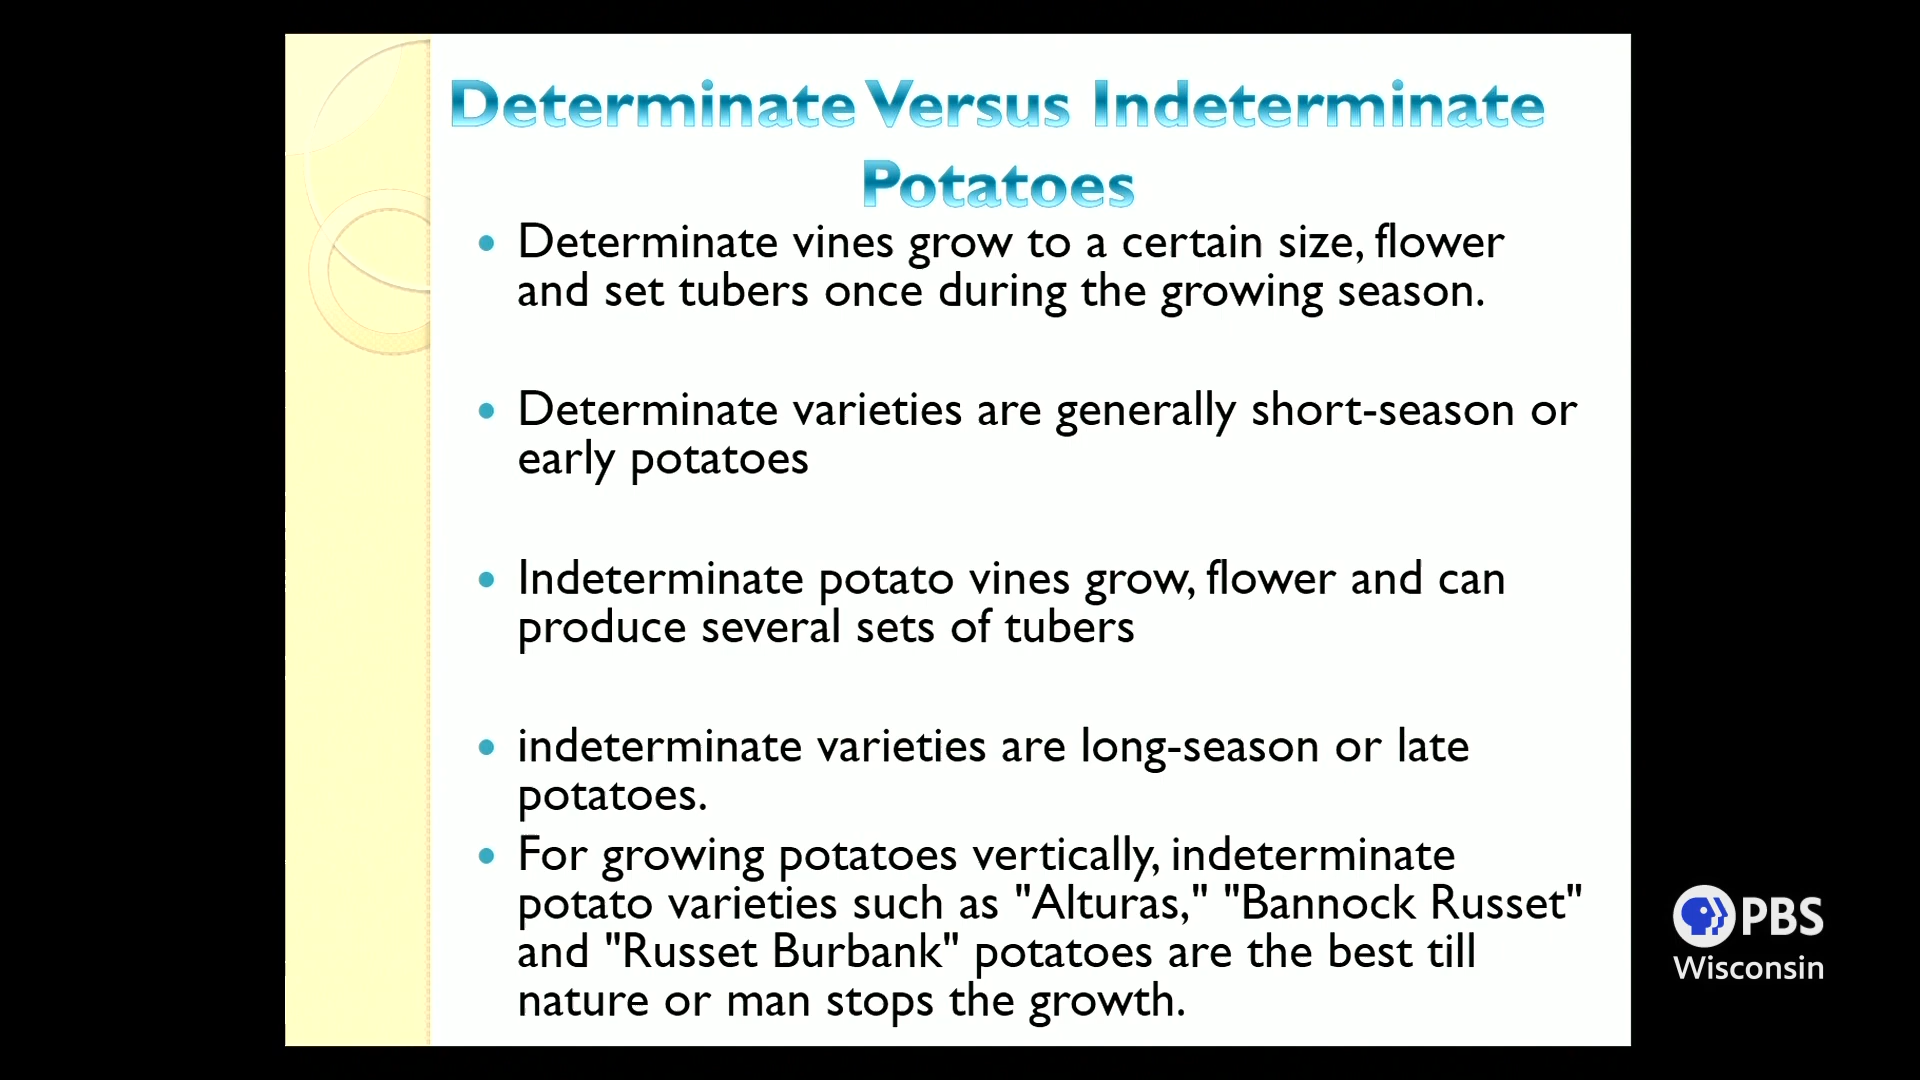 Determinate Versus Indeterminate
Potatoes
• Determinate vines grow to a certain size, flower
and set tubers once during the growing season.
• Determinate varieties are generally short-season or
early potatoes
• Indeterminate potato vines grow, flower and can
produce several sets of tubers
• indeterminate varieties are long-season or late
potatoes.
• For growing potatoes vertically, indeterminate
potato varieties such as "Alturas," "Bannock Russet"
and "Russet Burbank" potatoes are the best till
nature or man stops the growth.
PBS
Wisconsin